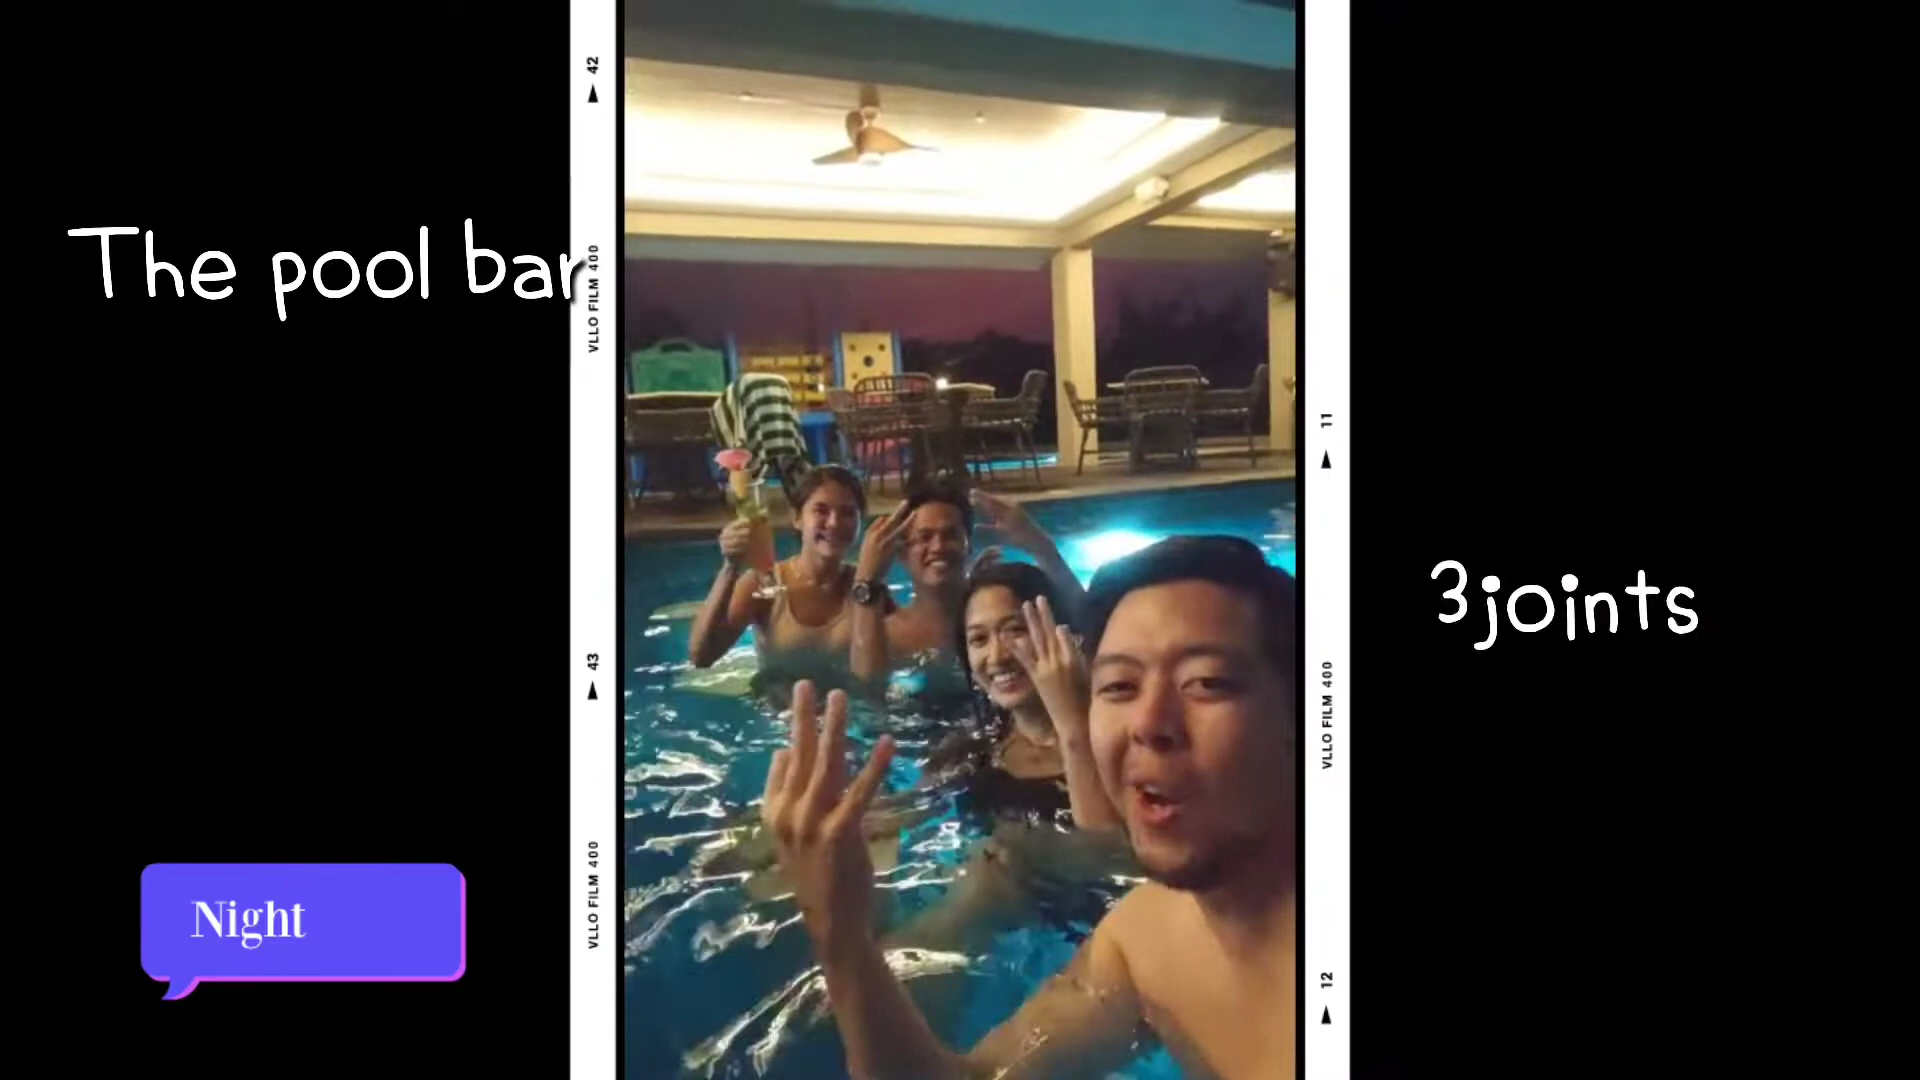 The pool bar
3joints
Night
42
VLLO FILM 400
43
VLLO FILM 400
11
VLLO FILM 400
12